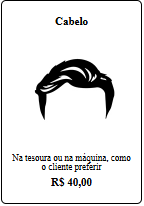 Cabelo
Na tesoura ou na máquina, como
o cliente preferir
R$ 40,00